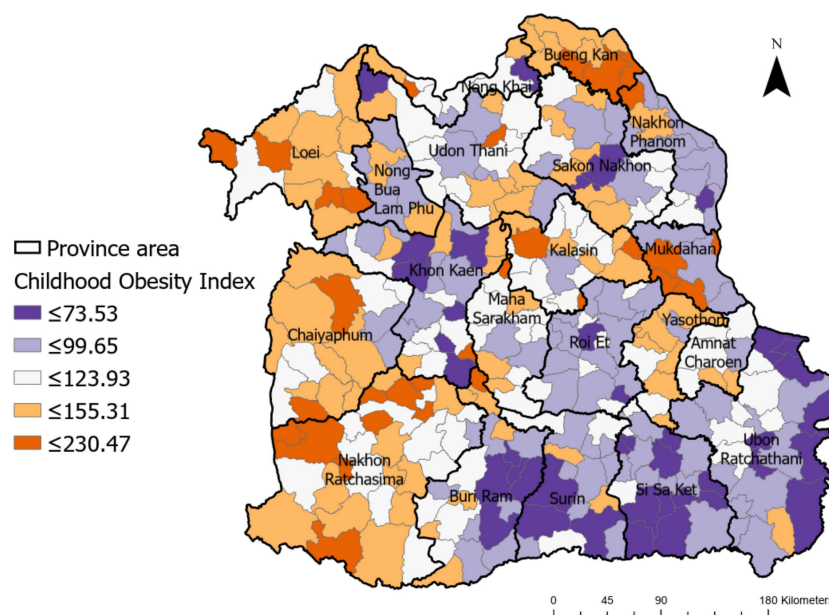 N
Bueng Kan
Nong Khai
Nakhon
Phanom
Loei
Udon Thani
Sakon Nakhon
Nong
Bua
Lam Phu
Province area
Childhood Obesity Index
≤73.53
≤99.65
≤123.93
≤155.31
≤230.47
Khon Kaen
Kalasin
Mukdahan
Chaiyaphum
Maha
Sarakham
Roi Et
Yasothon
Amnat
Charoen
Nakhon
Ratchasima
Buri Ram
Surin
Si Sa Ket
Ubon
Ratchathani
0 45 90 180 Kilometers